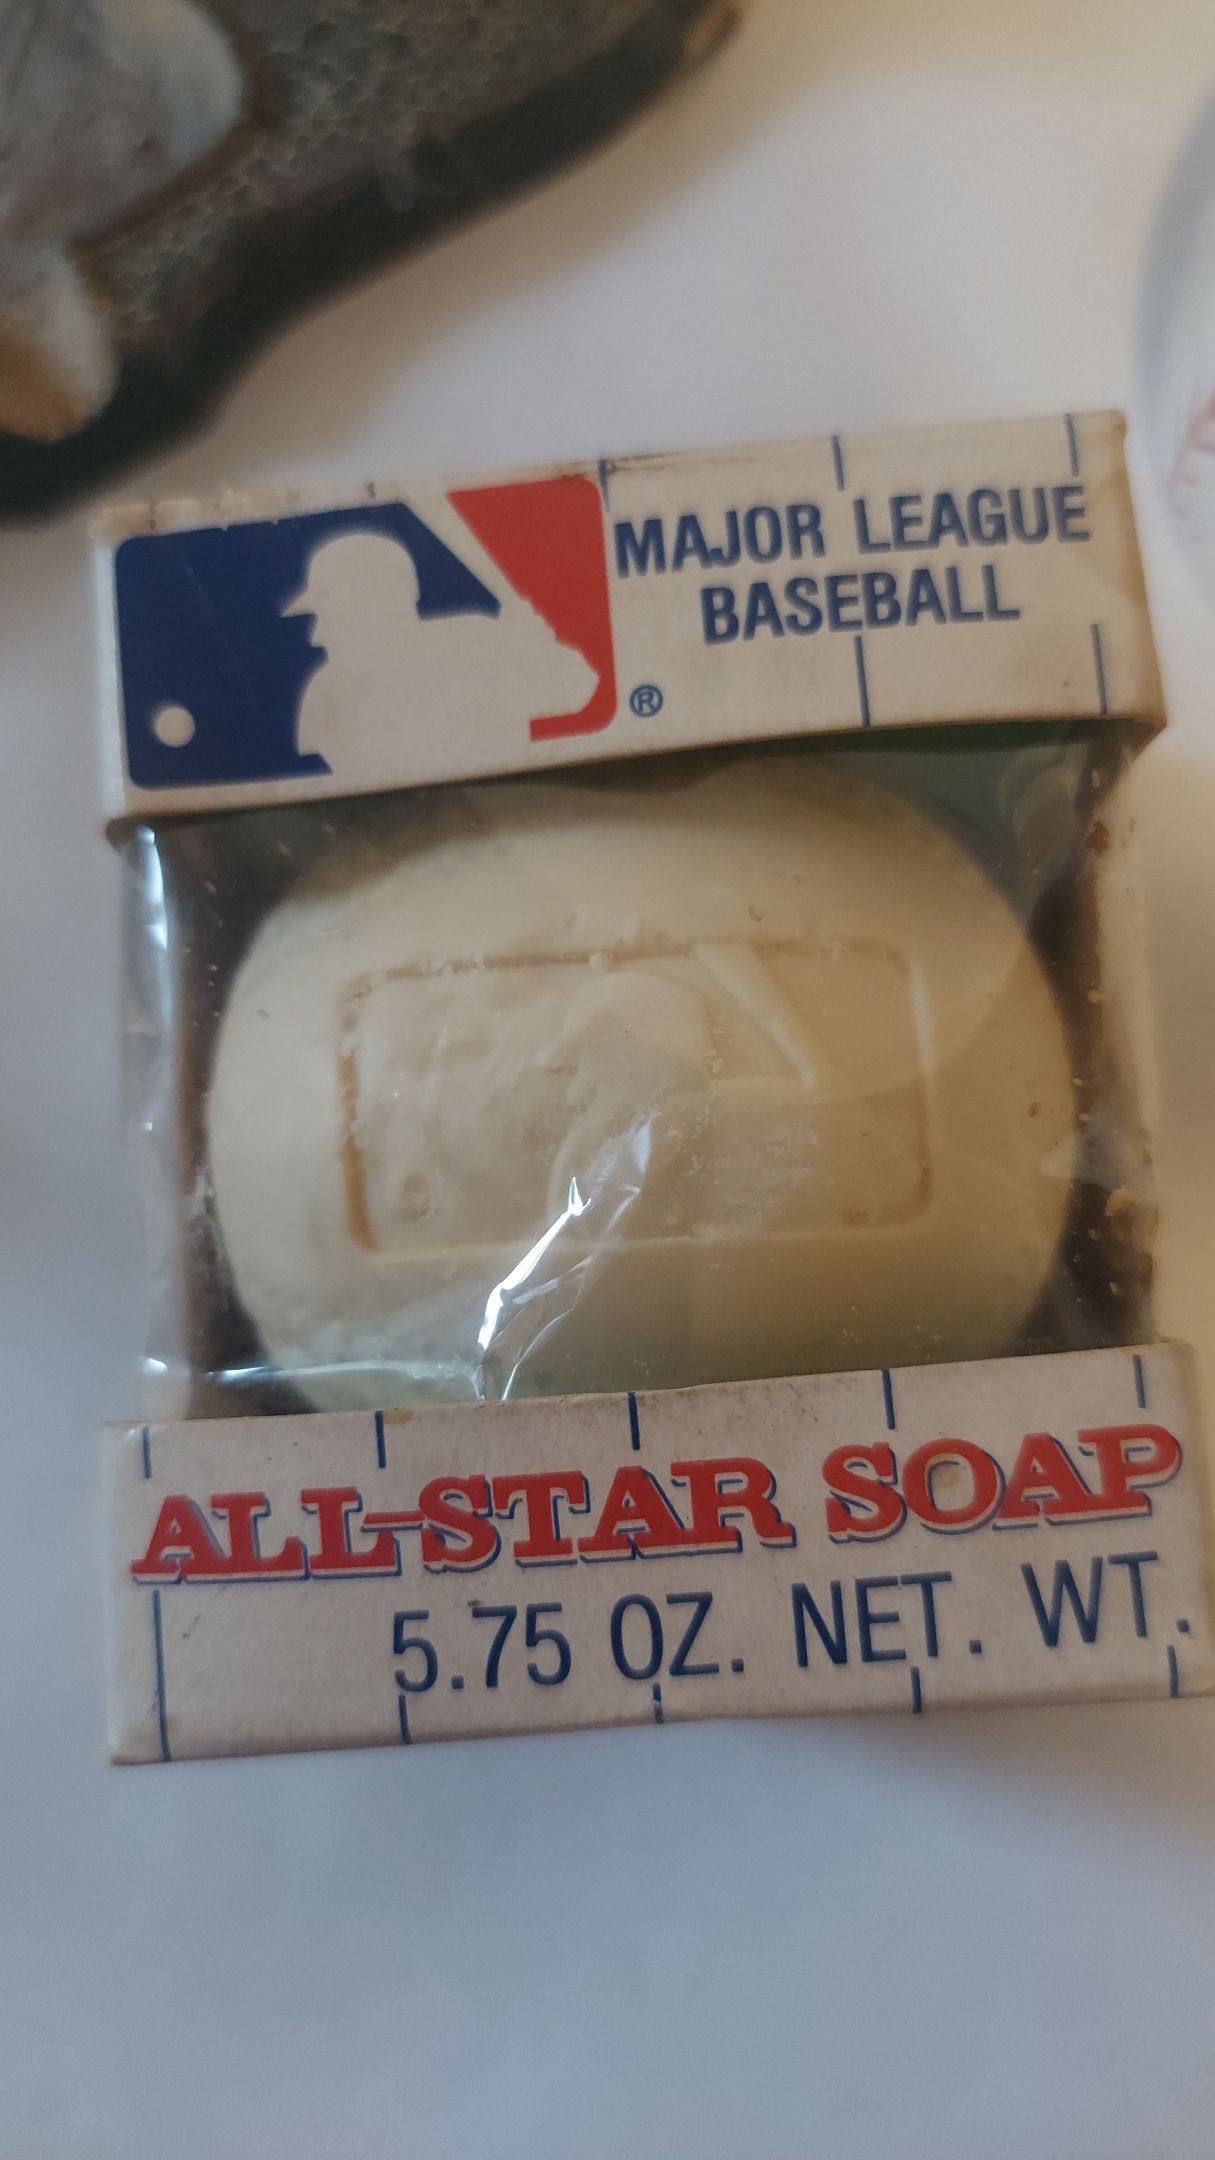 MAJOR LEAGUE
BASEBALL
®
ALL-STAR SOAP
5.75 OZ. NET. WT.